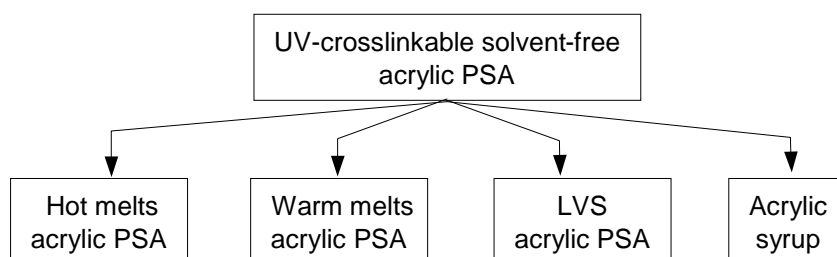 UV-crosslinkable solvent-free
acrylic PSA
Hot melts
acrylic PSA
Warm melts
acrylic PSA
LVS
acrylic PSA
Acrylic
syrup